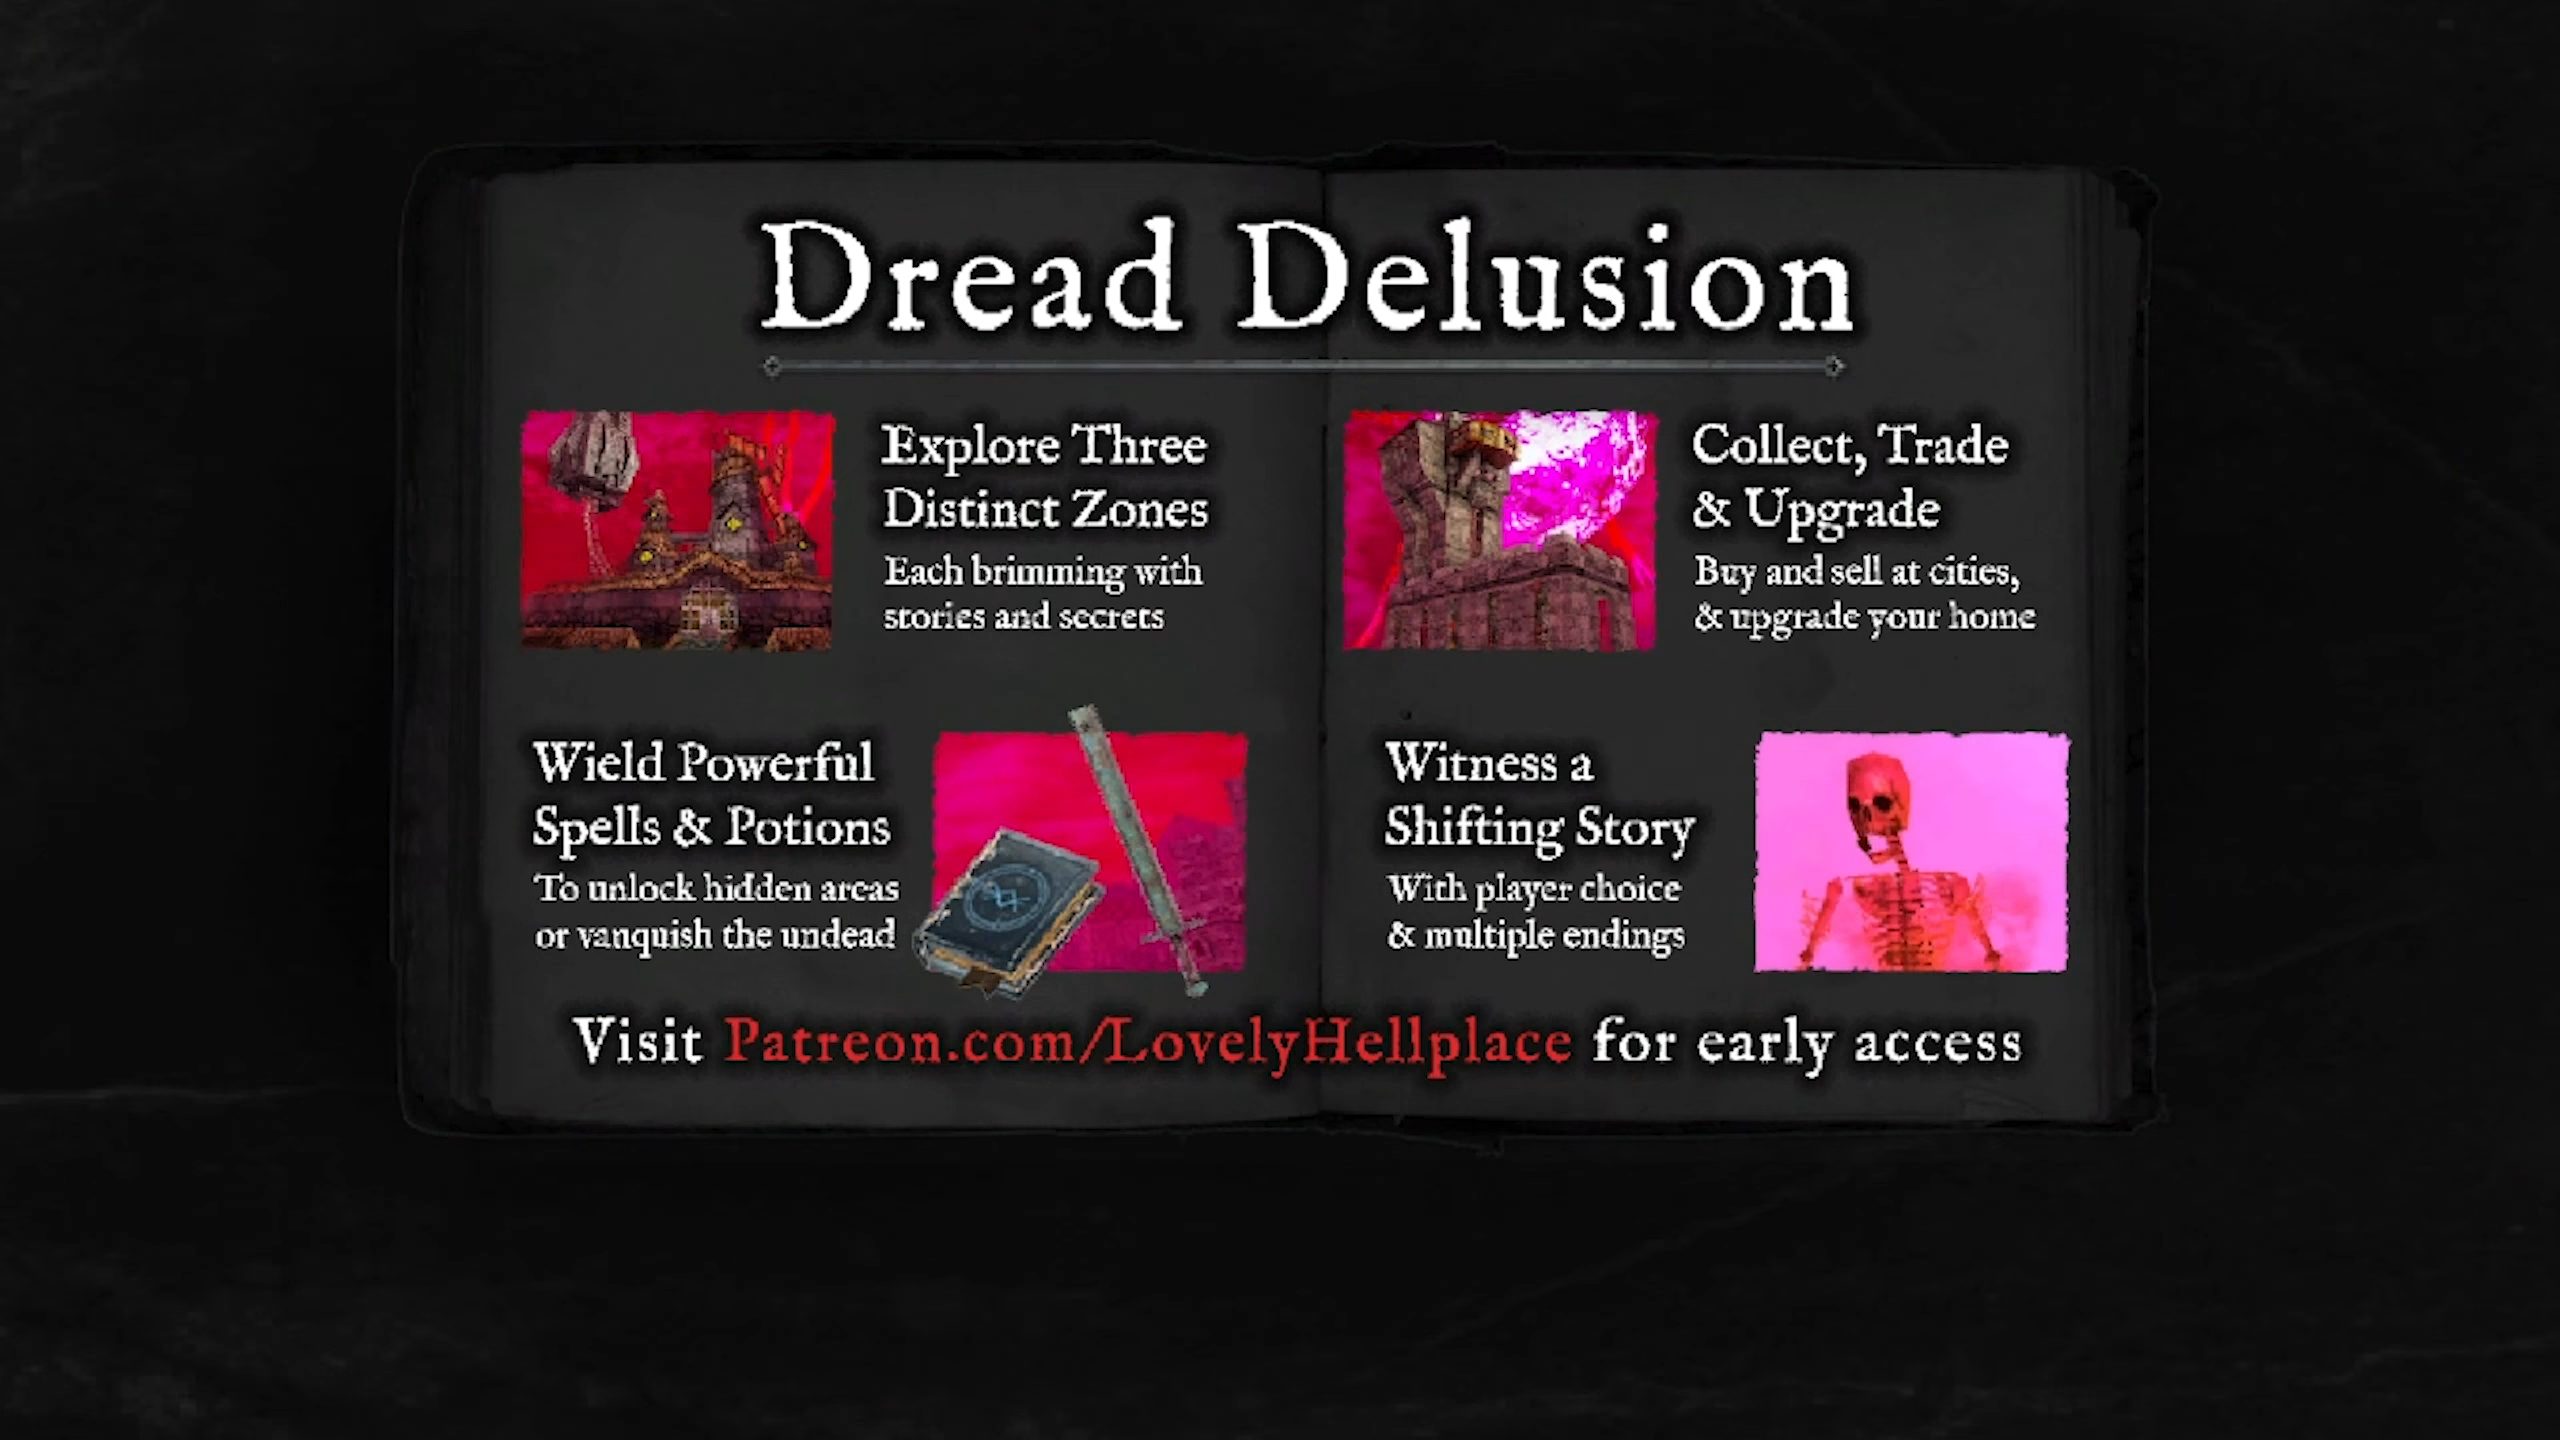 Dread Delusion
Explore Three
Distinct Zones
Each brimming with
stories and secrets
Collect, Trade
& Upgrade
Buy and sell at cities,
& upgrade your home
Wield Powerful
Spells & Potions
To unlock hidden areas
or vanquish the undead
Witness a
Shifting Story
With player choice
& multiple endings
Visit Patreon.com/LovelyHellplace for early access